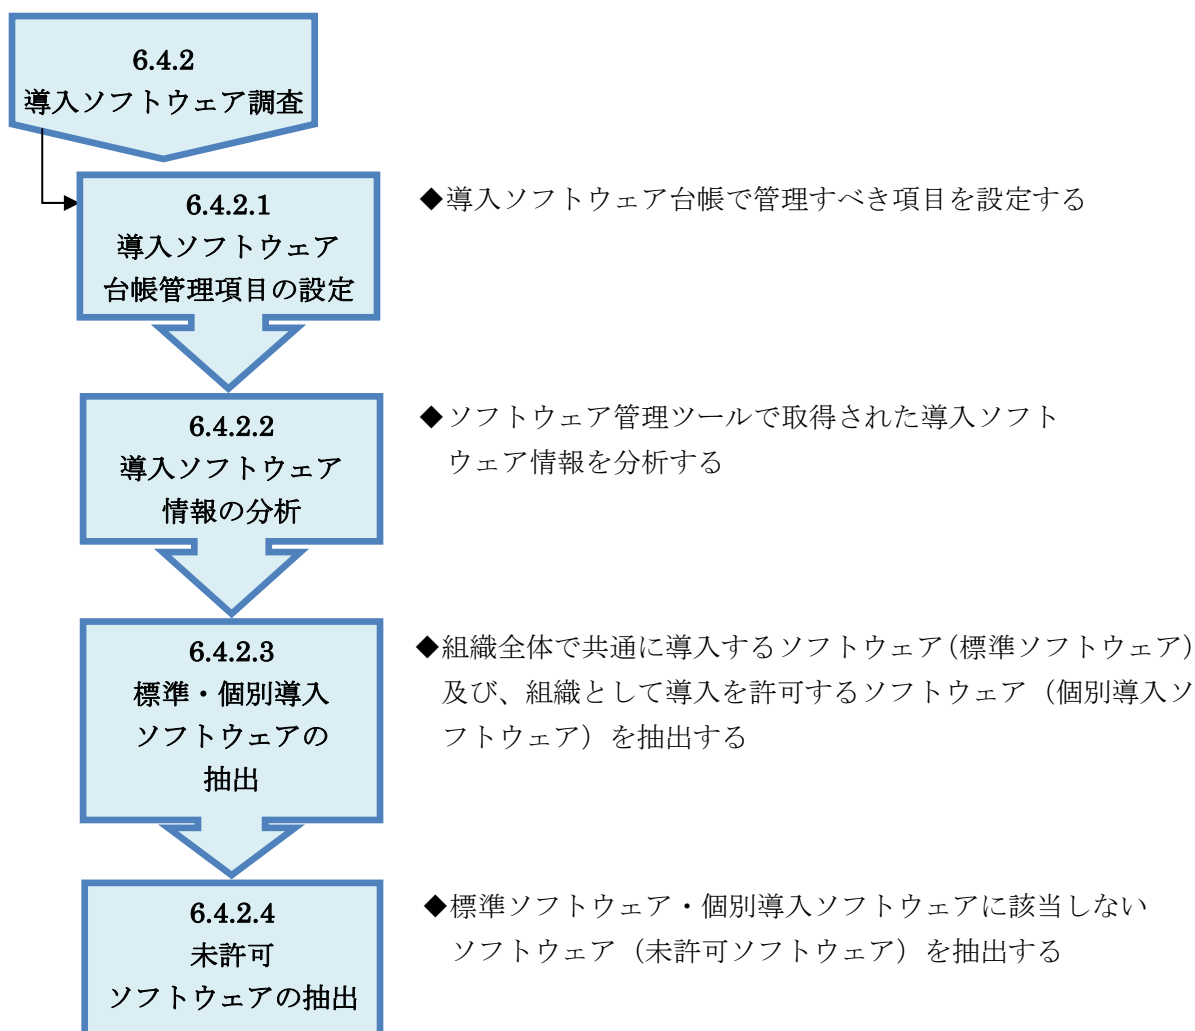 6.4.2
導入ソフトウェア調査
6.4.2.1
導入ソフトウェア
台帳管理項目の設定
◆導入ソフトウェア台帳で管理すべき項目を設定する
6.4.2.2
導入ソフトウェア
情報の分析
◆ソフトウェア管理ツールで取得された導入ソフト
ウェア情報を分析する
6.4.2.3
標準・個別導入
ソフトウェアの
抽出
◆組織全体で共通に導入するソフトウェア(標準ソフトウェア)
及び、組織として導入を許可するソフトウェア（個別導入ソ
フトウェア）を抽出する
6.4.2.4
未許可
ソフトウェアの抽出
◆標準ソフトウェア・個別導入ソフトウェアに該当しない
ソフトウェア（未許可ソフトウェア）を抽出する